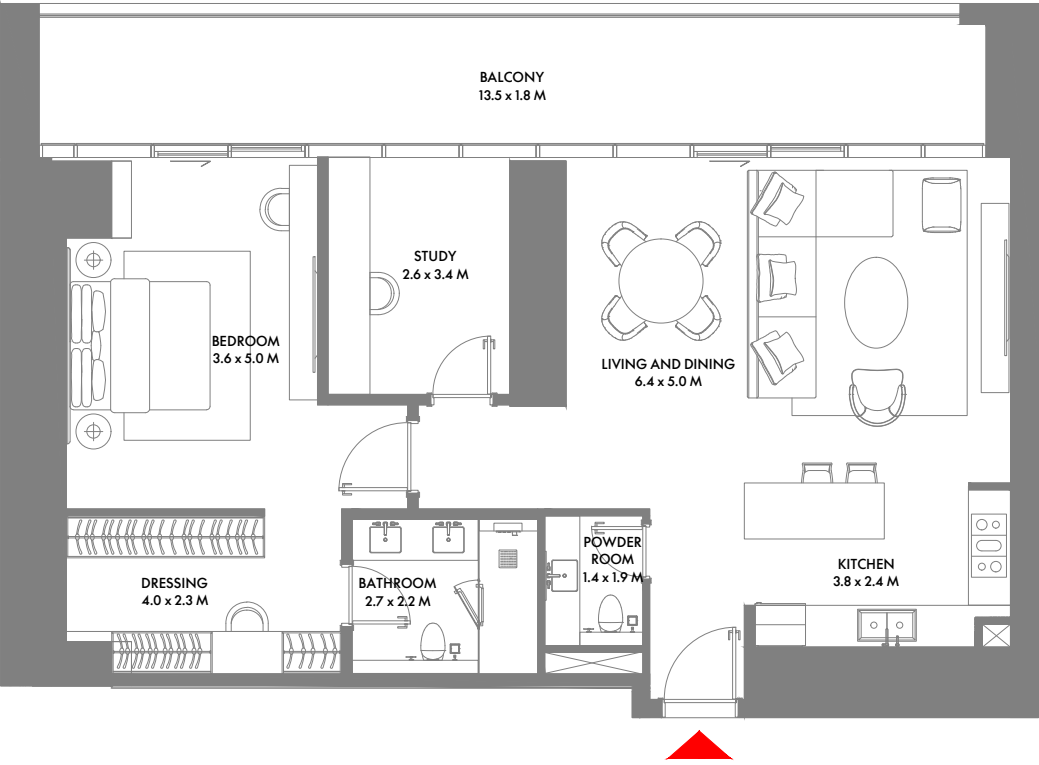 BALCONY
13.5 x 1.8 M
STUDY
2.6 x 3.4 M
BEDROOM
3.6 x 5.0 M
LIVING AND DINING
6.4 x 5.0 M
POWDER
ROOM
1.4 x 1.9 M
KITCHEN
3.8 x 2.4 M
DRESSING
4.0 x 2.3 M
BATHROOM
2.7 x 2.2 M